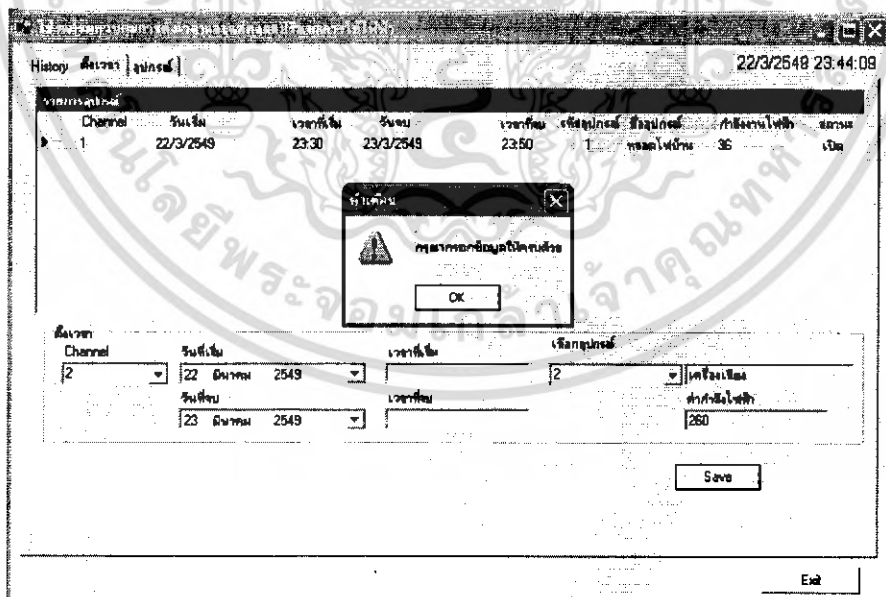 22/3/2549 23:44:09
History ตั้งเวลา อุปกรณ์
รายการอุปกรณ์
Channel วันเริ่ม เวลาที่เริ่ม วันจบ เวลาที่จบ รหัสอุปกรณ์ ชื่ออุปกรณ์ กำลังงานไฟฟ้า สถานะ
1 22/3/2549 23:30 23/3/2549 23:50 1 หลอดไฟบ้าน 36 เปิด
คำเตือน
กรุณากรอกข้อมูลให้ครบด้วย
OK
ตั้งเวลา
Channel วันที่เริ่ม เวลาที่เริ่ม เลือกอุปกรณ์
2 22 มีนาคม 2549 2 เครื่องเสียง
วันที่จบ เวลาที่จบ ค่ากำลังไฟฟ้า
23 มีนาคม 2549 260
Save
Exit